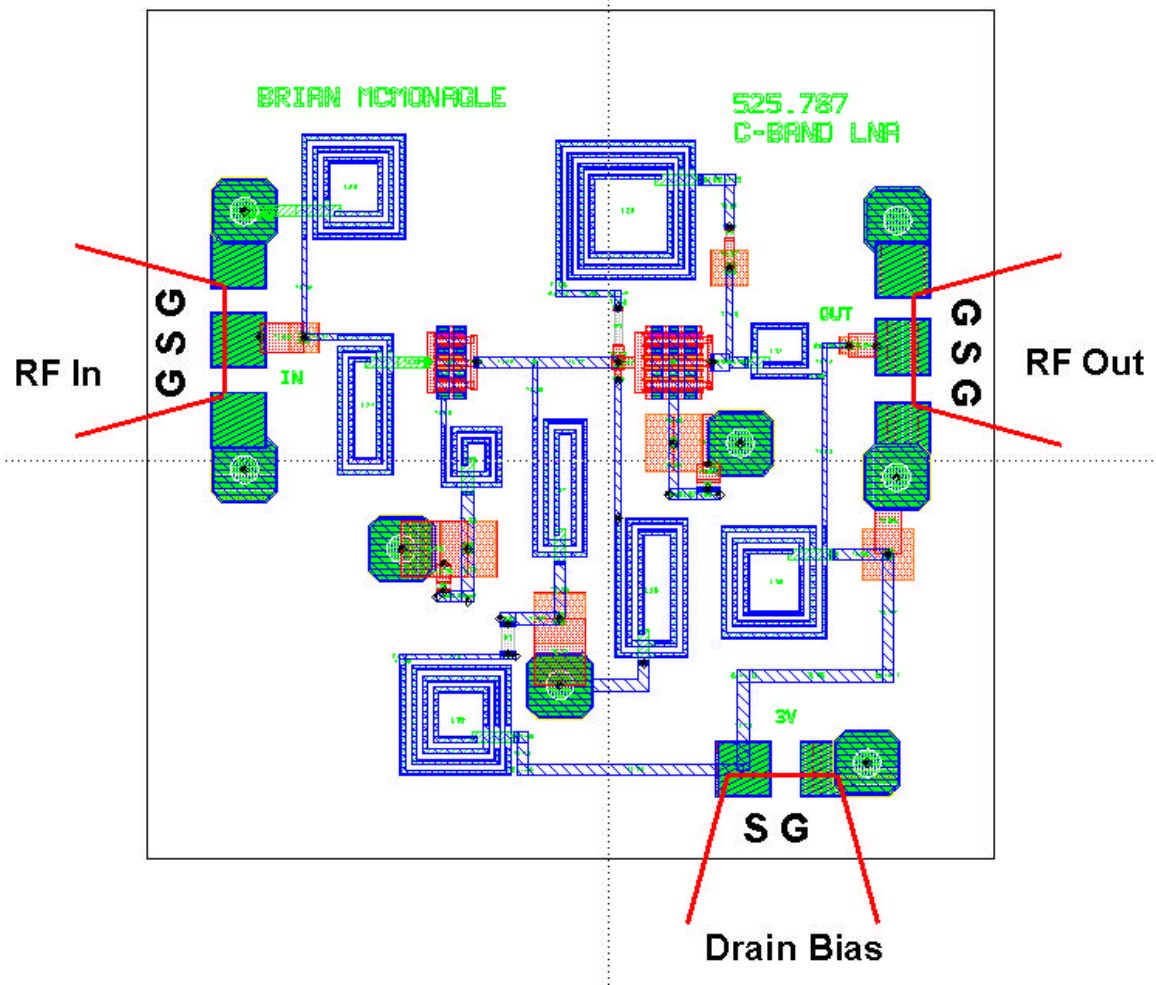 BRIAN MCMONAGLE
525.787
C-BAND LNA
G S G
RF In
IN
OUT
G S G
RF Out
3V
S G
Drain Bias